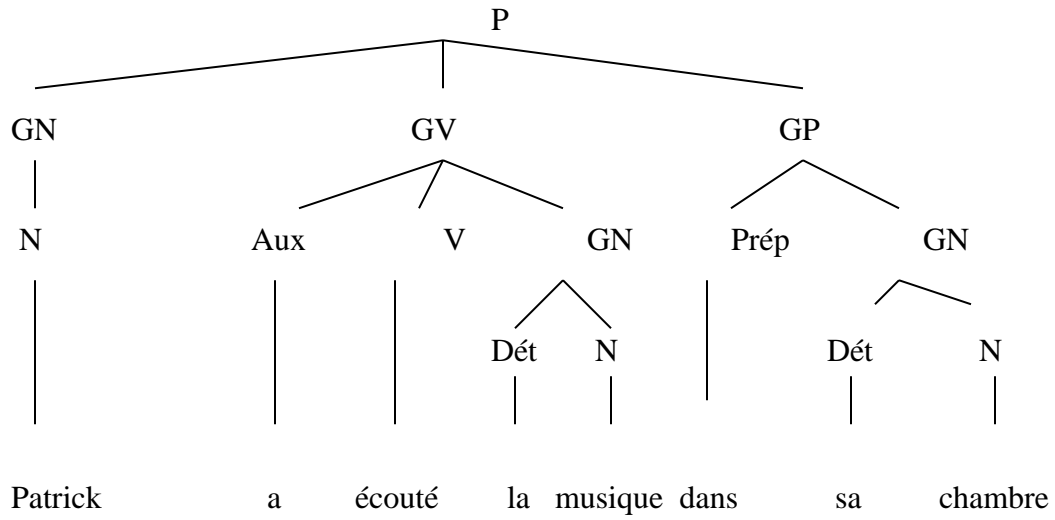 P
GN GV GP
N Aux V GN Prép GN
Dét N Dét N
Patrick a écouté la musique dans sa chambre